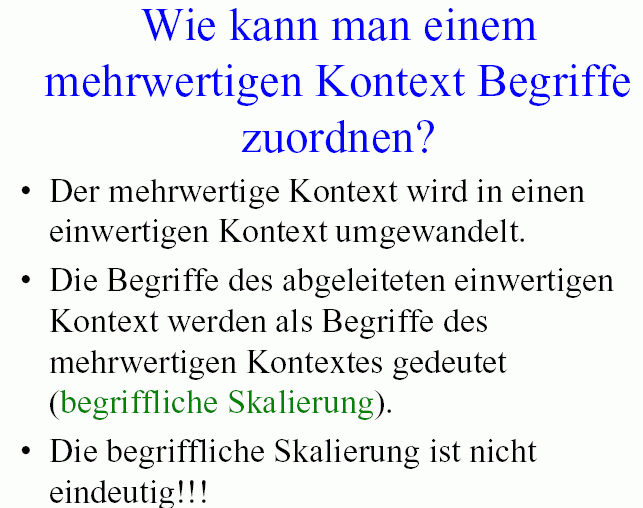 Wie kann man einem
mehrwertigen Kontext Begriffe
zuordnen?
• Der mehrwertige Kontext wird in einen
einwertigen Kontext umgewandelt.
• Die Begriffe des abgeleiteten einwertigen
Kontext werden als Begriffe des
mehrwertigen Kontextes gedeutet
(begriffliche Skalierung).
• Die begriffliche Skalierung ist nicht
eindeutig!!!